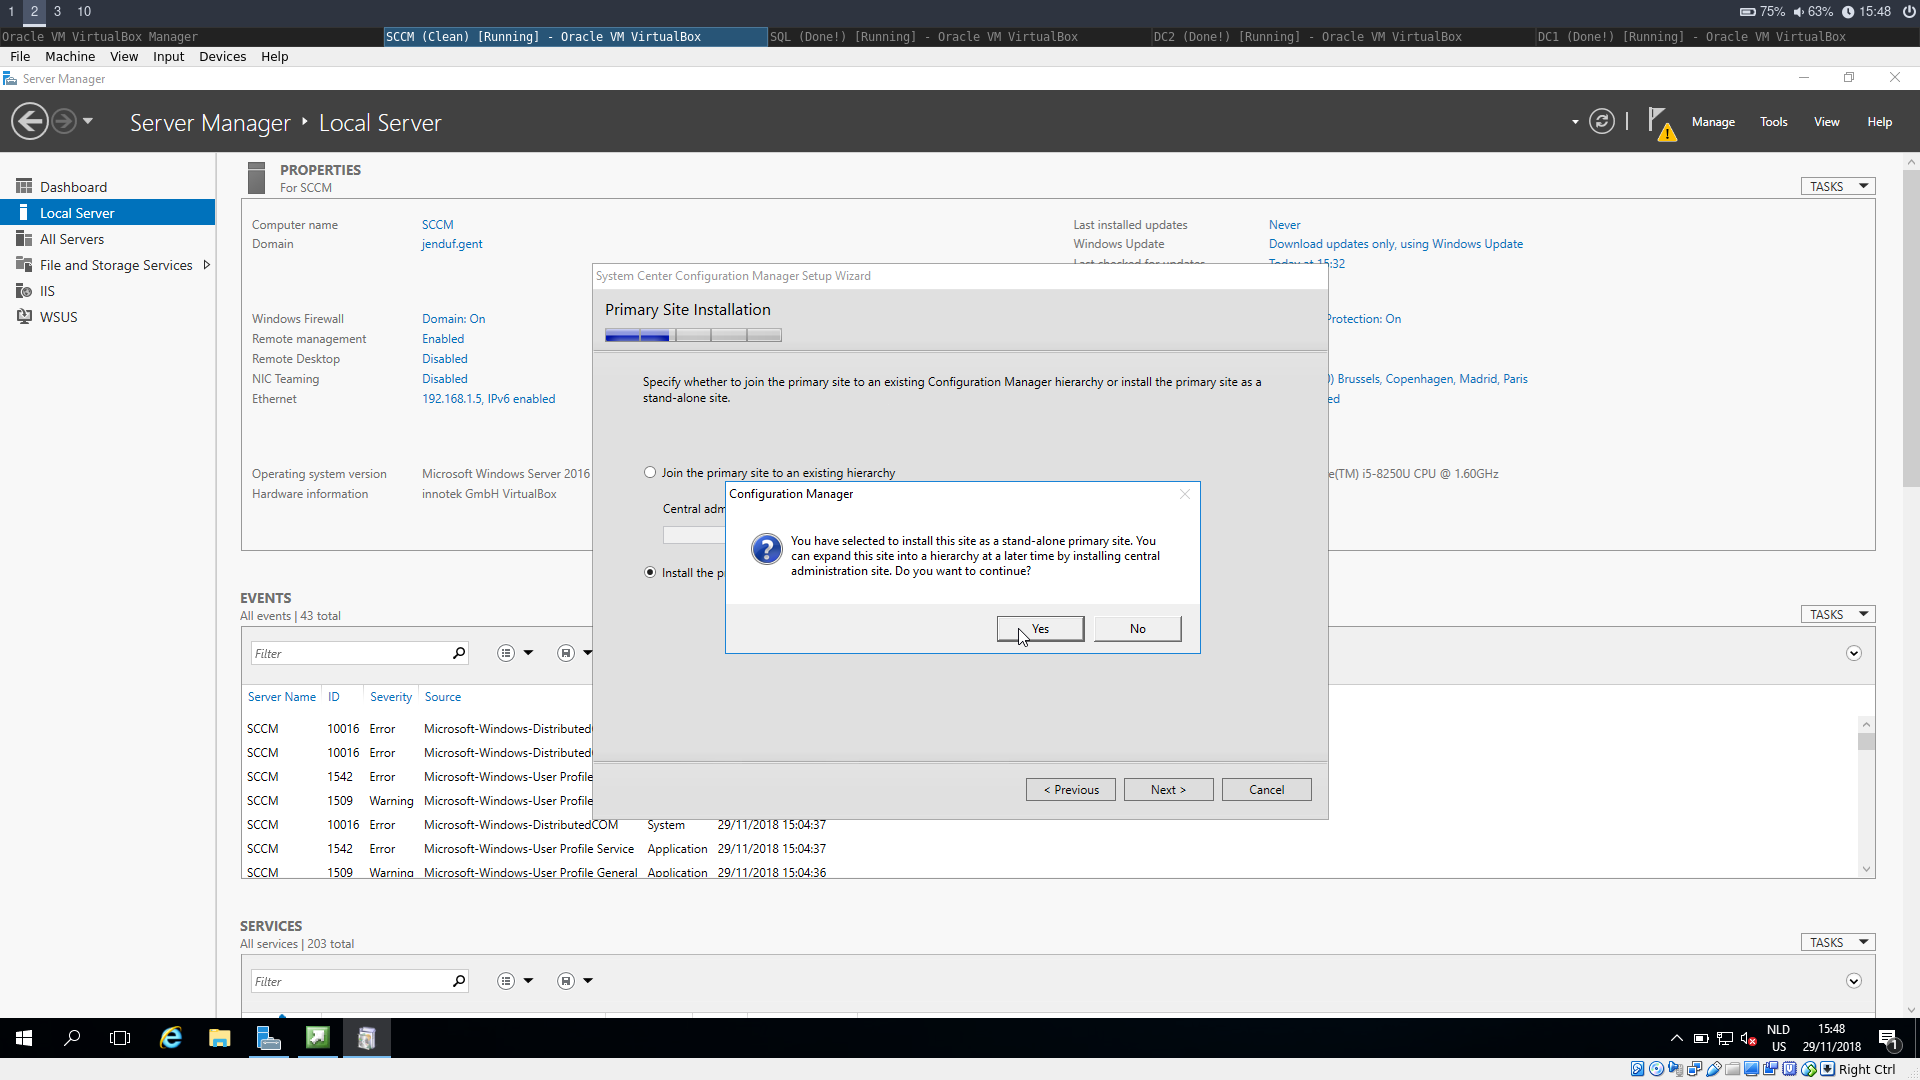 1 2 3 10
75% 63% 15:48
Oracle VM VirtualBox Manager
SCCM (Clean) [Running] - Oracle VM VirtualBox
SQL (Done!) [Running] - Oracle VM VirtualBox
DC2 (Done!) [Running] - Oracle VM VirtualBox
DC1 (Done!) [Running] - Oracle VM VirtualBox
File Machine View Input Devices Help
Server Manager
Server Manager ‣ Local Server
Manage Tools View Help
Dashboard
Local Server
All Servers
File and Storage Services
IIS
WSUS
PROPERTIES
For SCCM
TASKS
Computer name SCCM
Domain jenduf.gent
Last installed updates Never
Windows Update Download updates only, using Windows Update
Last checked for updates Today at 15:32
Windows Firewall Domain: On
Remote management Enabled
Remote Desktop Disabled
NIC Teaming Disabled
Ethernet 192.168.1.5, IPv6 enabled
Protection: On
) Brussels, Copenhagen, Madrid, Paris
ed
Operating system version Microsoft Windows Server 2016
Hardware information innotek GmbH VirtualBox
e(TM) i5-8250U CPU @ 1.60GHz
System Center Configuration Manager Setup Wizard
Primary Site Installation
Specify whether to join the primary site to an existing Configuration Manager hierarchy or install the primary site as a
stand-alone site.
Join the primary site to an existing hierarchy
Central adm
Install the p
Configuration Manager
You have selected to install this site as a stand-alone primary site. You
can expand this site into a hierarchy at a later time by installing central
administration site. Do you want to continue?
Yes No
< Previous Next > Cancel
EVENTS
All events | 43 total
TASKS
Filter
Server Name ID Severity Source
SCCM 10016 Error Microsoft-Windows-Distributed
SCCM 10016 Error Microsoft-Windows-Distributed
SCCM 1542 Error Microsoft-Windows-User Profile
SCCM 1509 Warning Microsoft-Windows-User Profile
SCCM 10016 Error Microsoft-Windows-DistributedCOM System 29/11/2018 15:04:37
SCCM 1542 Error Microsoft-Windows-User Profile Service Application 29/11/2018 15:04:37
SCCM 1509 Warning Microsoft-Windows-User Profile General Application 29/11/2018 15:04:36
SERVICES
All services | 203 total
TASKS
Filter
NLD
US
15:48
29/11/2018
1
Right Ctrl